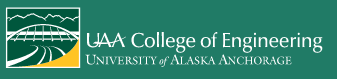 UAA College of Engineering
UNIVERSITY of ALASKA ANCHORAGE